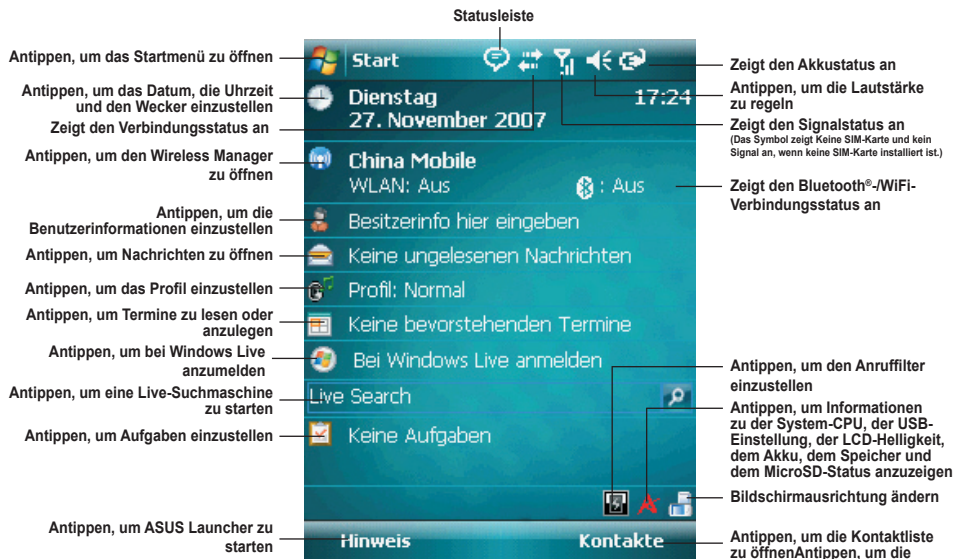 Statusleiste
Antippen, um das Startmenü zu öffnen
Antippen, um das Datum, die Uhrzeit
und den Wecker einzustellen
Zeigt den Verbindungsstatus an
Antippen, um den Wireless Manager
zu öffnen
Antippen, um die
Benutzerinformationen einzustellen
Antippen, um Nachrichten zu öffnen
Antippen, um das Profil einzustellen
Antippen, um Termine zu lesen oder
anzulegen
Antippen, um bei Windows Live
anzumelden
Antippen, um eine Live-Suchmaschine
zu starten
Antippen, um Aufgaben einzustellen
Antippen, um ASUS Launcher zu
starten
Start
Dienstag
17:24
27. November 2007
China Mobile
WLAN: Aus
: Aus
Besitzerinfo hier eingeben
Keine ungelesenen Nachrichten
Profil: Normal
Keine bevorstehenden Termine
Bei Windows Live anmelden
Live Search
Keine Aufgaben
Hinweis
Kontakte
Zeigt den Akkustatus an
Antippen, um die Lautstärke
zu regeln
Zeigt den Signalstatus an
(Das Symbol zeigt Keine SIM-Karte und kein
Signal an, wenn keine SIM-Karte installiert ist.)
Zeigt den Bluetooth®-/WiFi-
Verbindungsstatus an
Antippen, um den Anruffilter
einzustellen
Antippen, um Informationen
zu der System-CPU, der USB-
Einstellung, der LCD-Helligkeit,
dem Akku, dem Speicher und
dem MicroSD-Status anzuzeigen
Bildschirmausrichtung ändern
Antippen, um die Kontaktliste
zu öffnenAntippen, um die